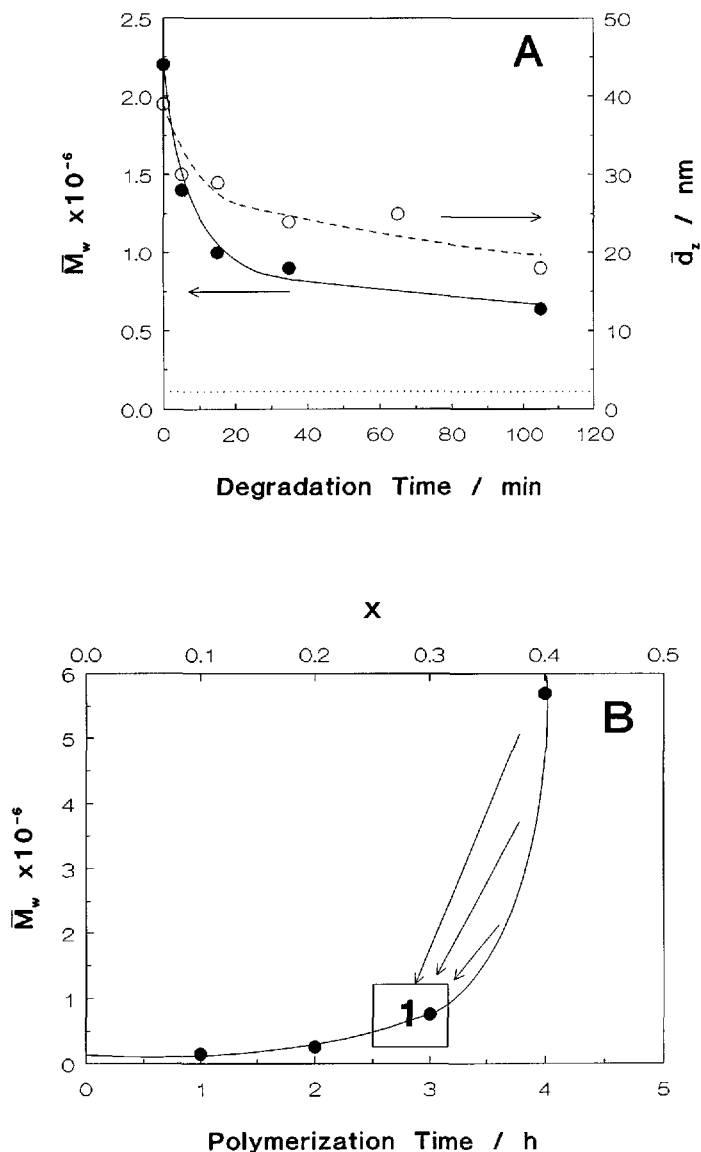 A
2.5
2.0
1.5
1.0
0.5
0.0
M̅w x10⁻⁶
50
40
30
20
10
0
d̅z / nm
0 20 40 60 80 100 120
Degradation Time / min
x
0.0 0.1 0.2 0.3 0.4 0.5
B
6
5
4
3
2
1
0
M̅w x10⁻⁶
1
0 1 2 3 4 5
Polymerization Time / h